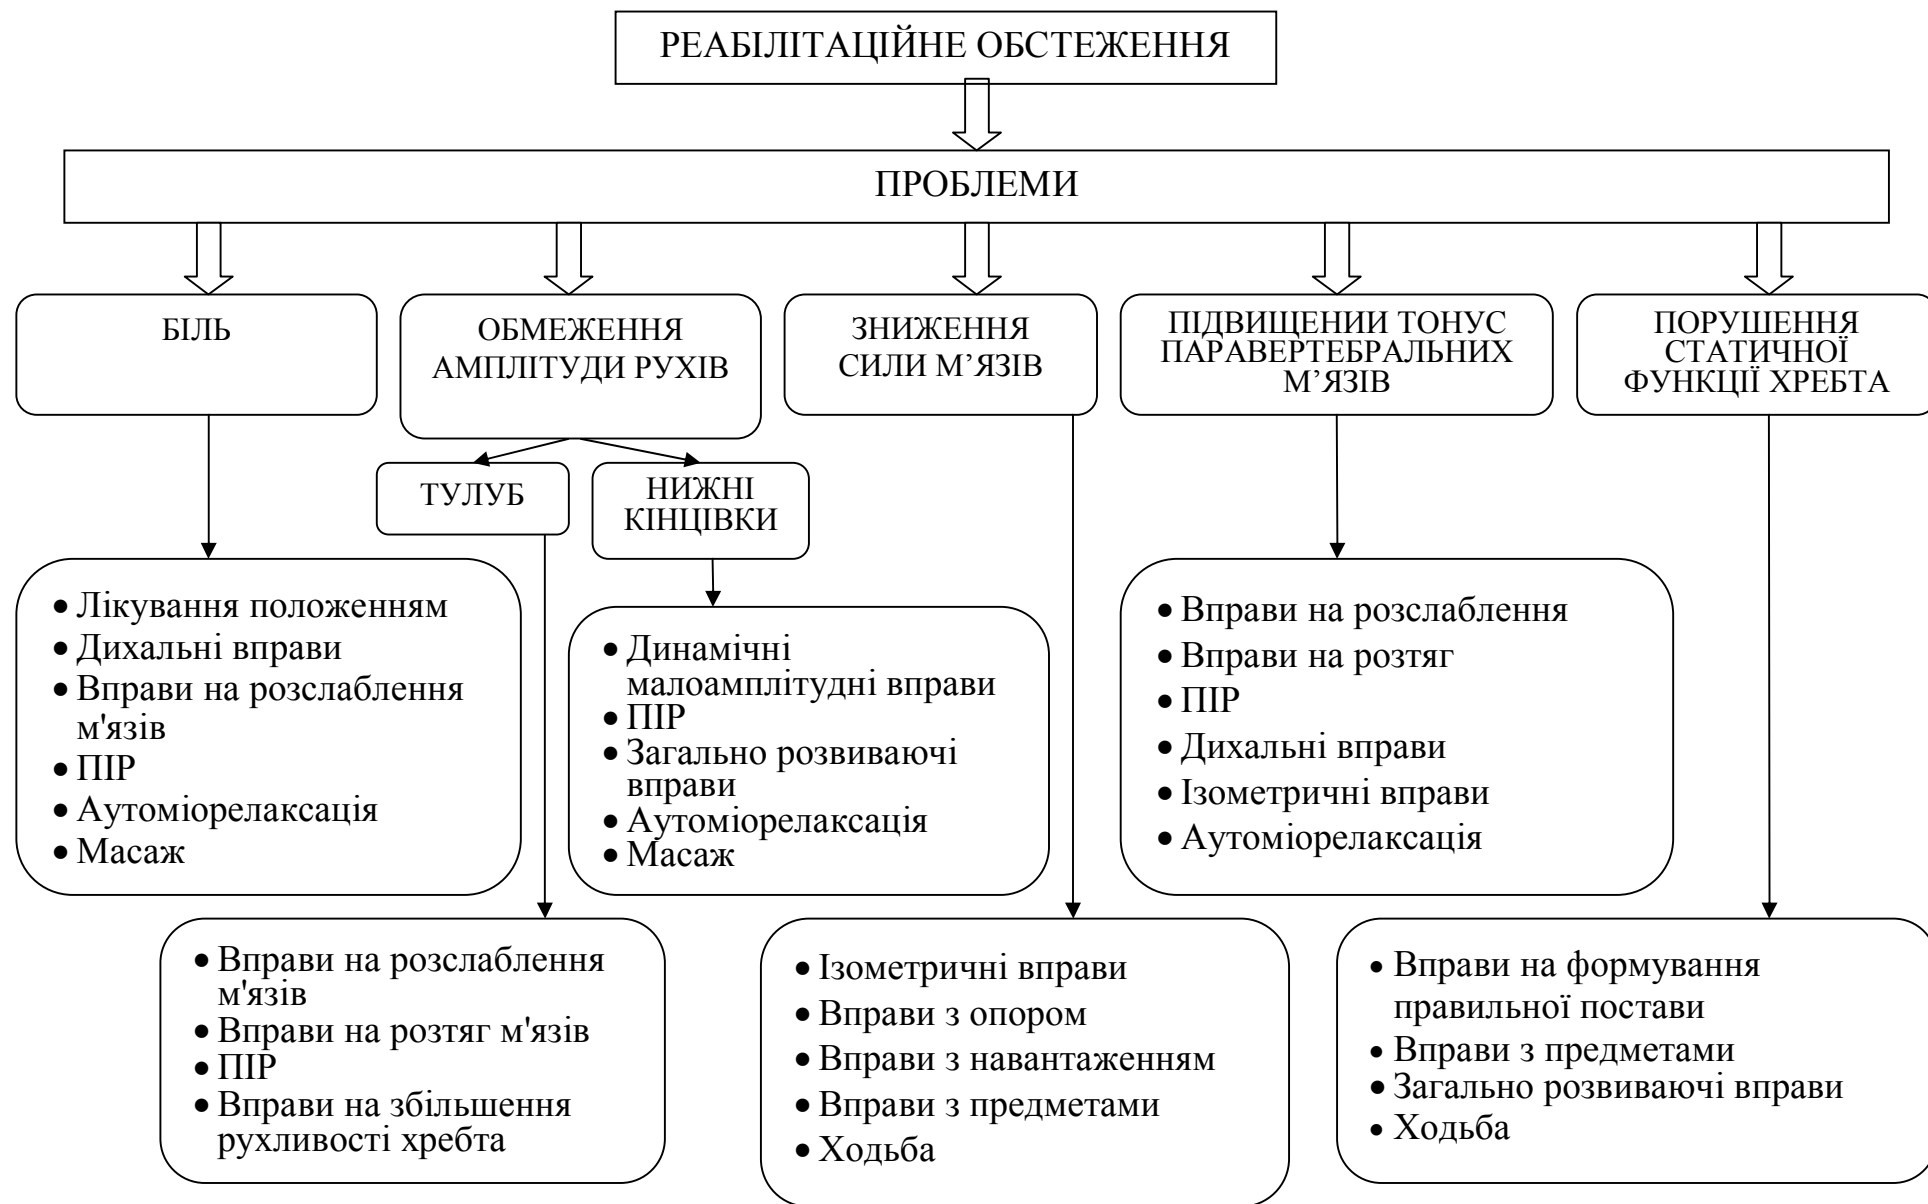 РЕАБІЛІТАЦІЙНЕ ОБСТЕЖЕННЯ
ПРОБЛЕМИ
БІЛЬ
ОБМЕЖЕННЯ
АМПЛІТУДИ РУХІВ
ЗНИЖЕННЯ
СИЛИ М’ЯЗІВ
ПІДВИЩЕНИИ ТОНУС
ПАРАВЕРТЕБРАЛЬНИХ
М’ЯЗІВ
ПОРУШЕННЯ
СТАТИЧНОЇ
ФУНКЦІЇ ХРЕБТА
ТУЛУБ
НИЖНІ
КІНЦІВКИ
• Лікування положенням
• Дихальні вправи
• Вправи на розслаблення
м'язів
• ПІР
• Аутоміорелаксація
• Масаж
• Динамічні
малоамплітудні вправи
• ПІР
• Загально розвиваючі
вправи
• Аутоміорелаксація
• Масаж
• Вправи на розслаблення
• Вправи на розтяг
• ПІР
• Дихальні вправи
• Ізометричні вправи
• Аутоміорелаксація
• Вправи на розслаблення
м'язів
• Вправи на розтяг м'язів
• ПІР
• Вправи на збільшення
рухливості хребта
• Ізометричні вправи
• Вправи з опором
• Вправи з навантаженням
• Вправи з предметами
• Ходьба
• Вправи на формування
правильної постави
• Вправи з предметами
• Загально розвиваючі вправи
• Ходьба